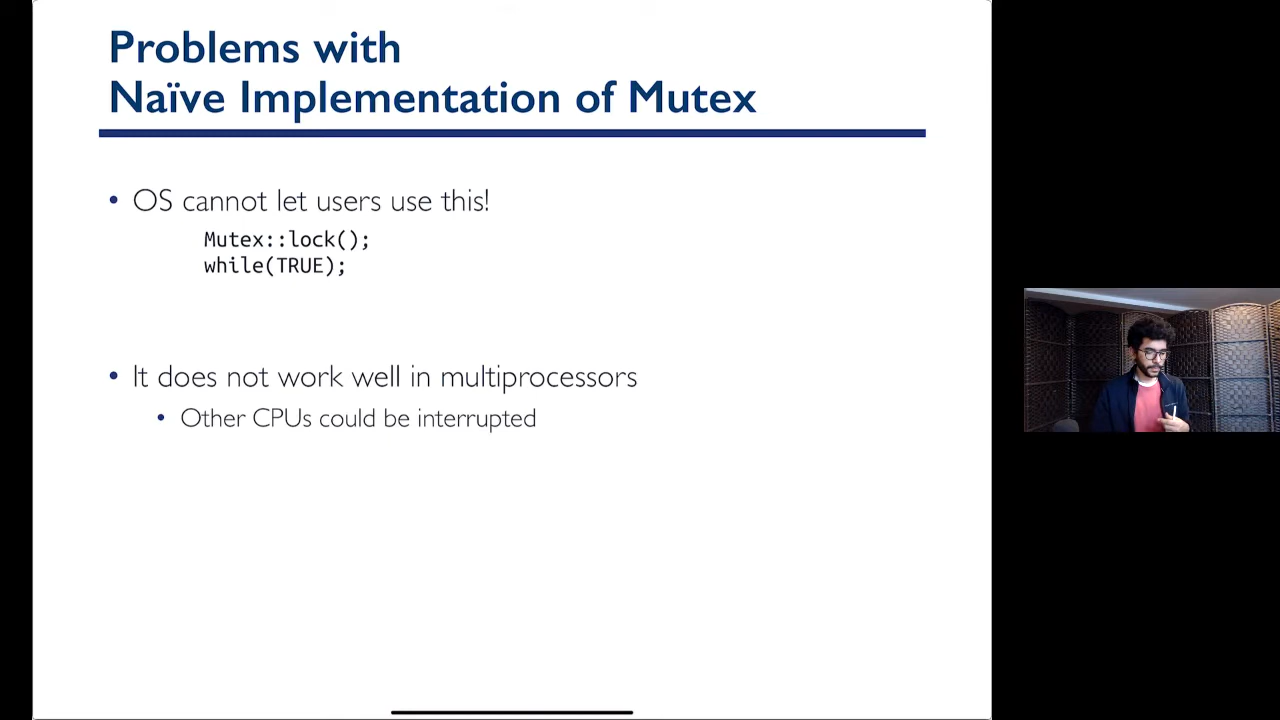 Problems with
Naïve Implementation of Mutex
• OS cannot let users use this!
Mutex::lock();
while(TRUE);
• It does not work well in multiprocessors
• Other CPUs could be interrupted